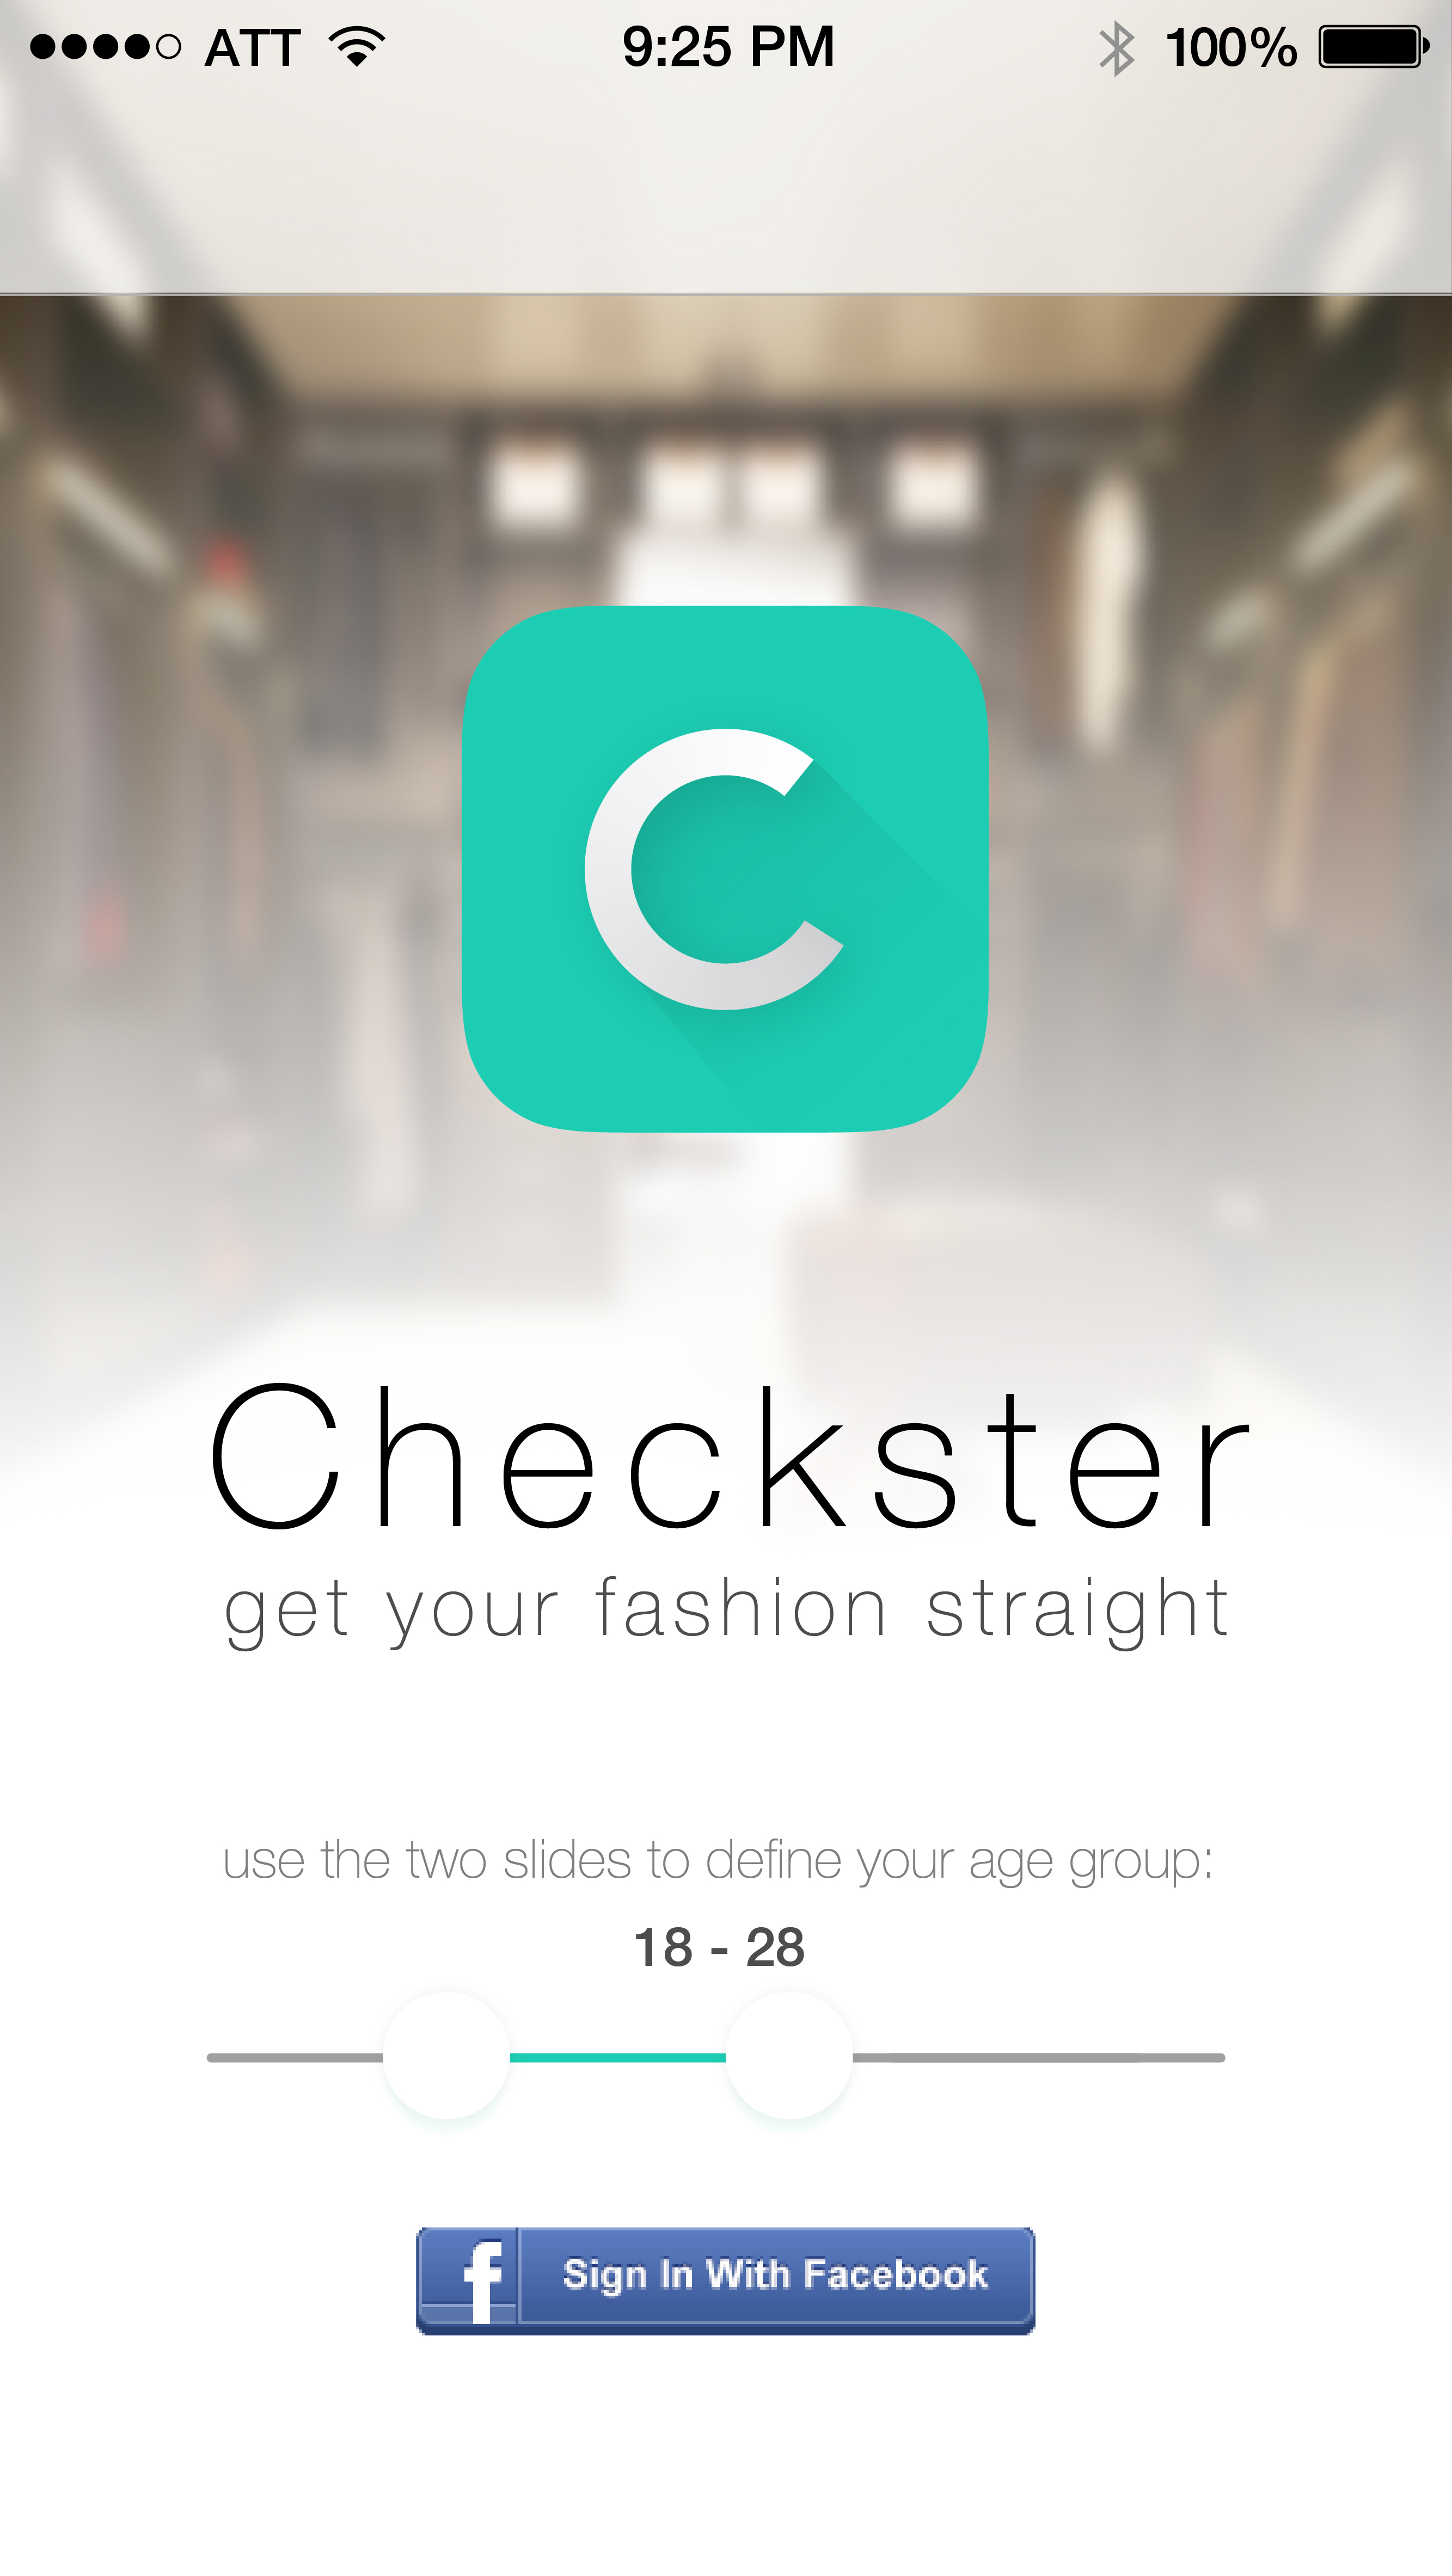 ATT 9:25 PM 100%
C
Checkster
get your fashion straight
use the two slides to define your age group:
18 - 28
f Sign In With Facebook